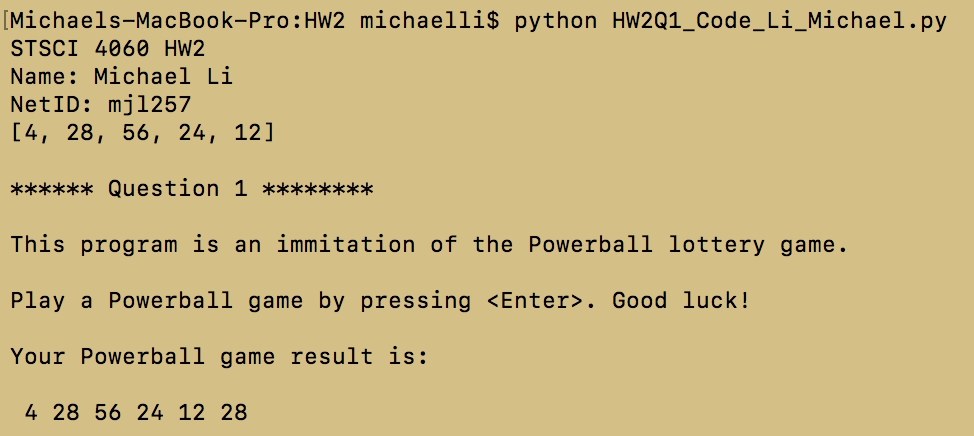 [Michaels-MacBook-Pro:HW2 michaelli$ python HW2Q1_Code_Li_Michael.py
STSCI 4060 HW2
Name: Michael Li
NetID: mjl257
[4, 28, 56, 24, 12]
****** Question 1 ********
This program is an immitation of the Powerball lottery game.
Play a Powerball game by pressing <Enter>. Good luck!
Your Powerball game result is:
4 28 56 24 12 28